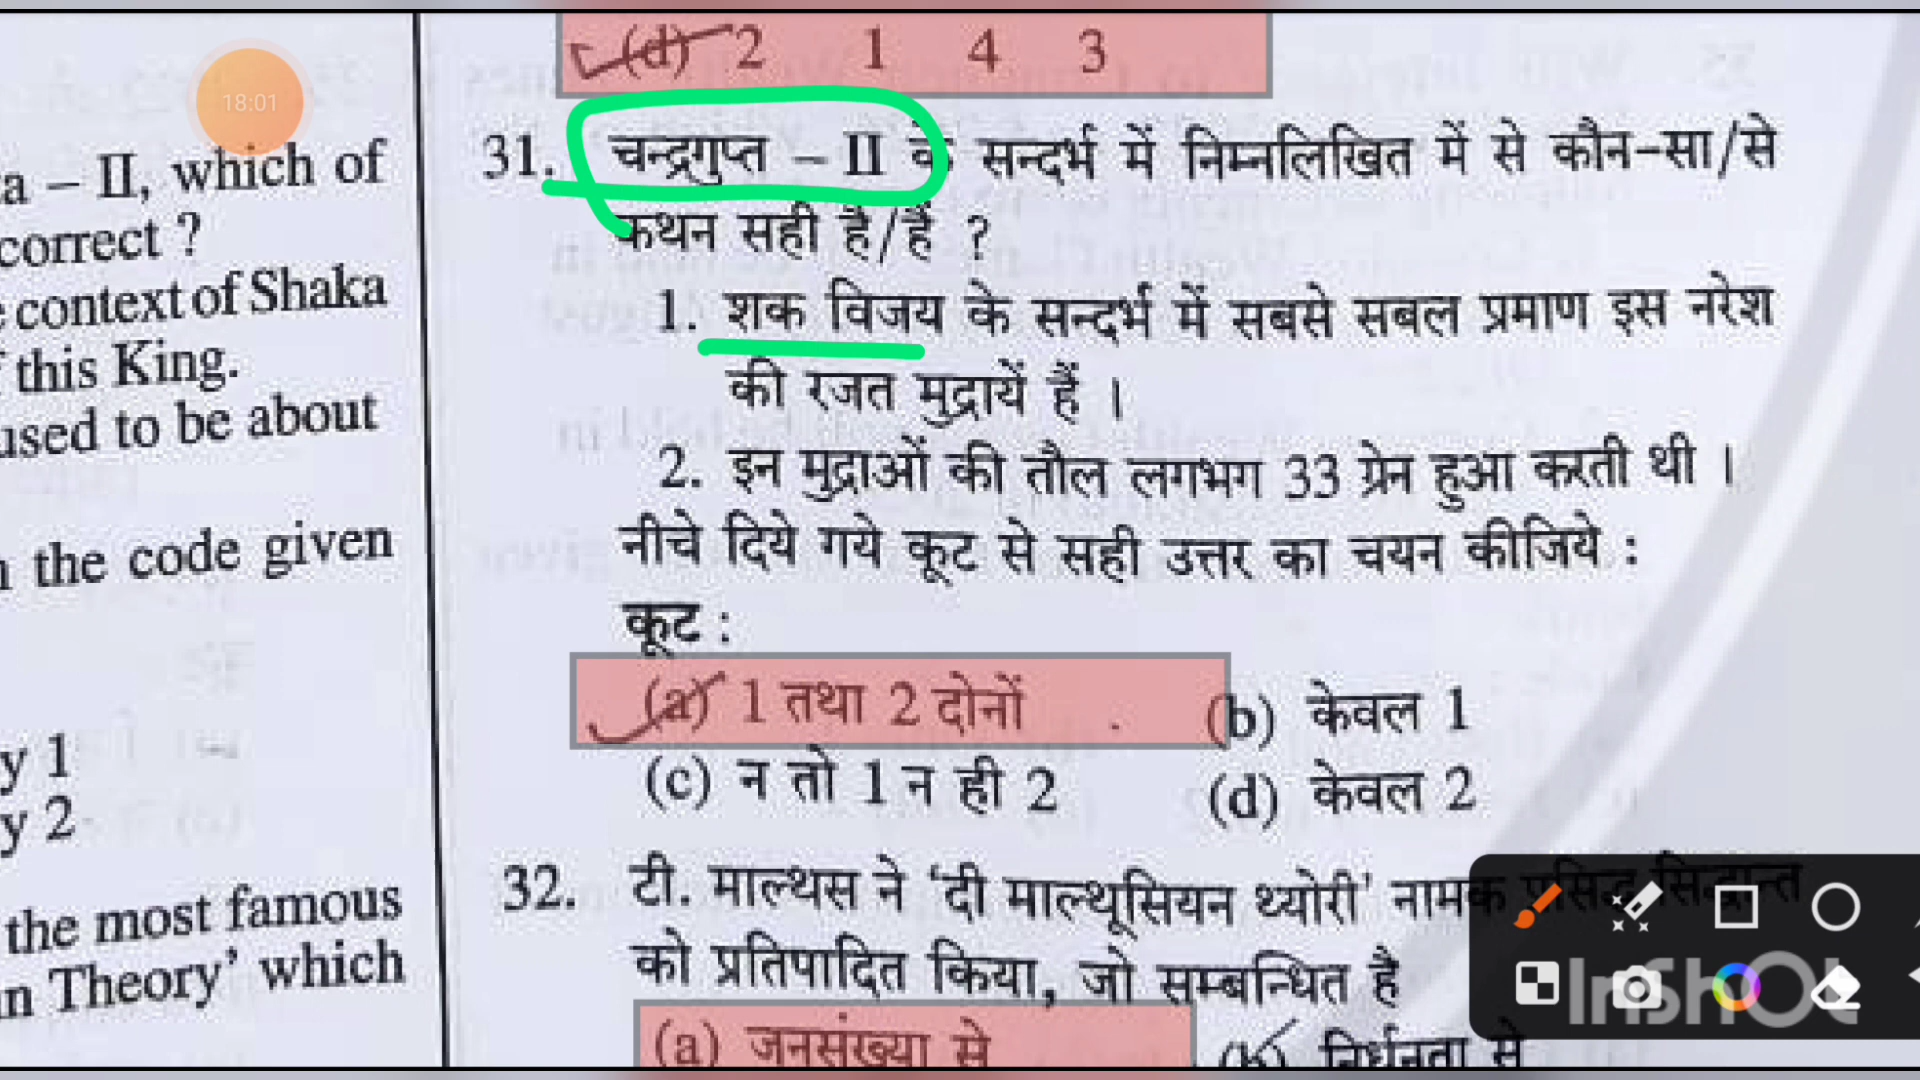 (d) 2 1 4 3
18:01
a – II, which of
correct ?
context of Shaka
this King.
used to be about
the code given
y 1
y 2
the most famous
n Theory' which
31. चन्द्रगुप्त – II के सन्दर्भ में निम्नलिखित में से कौन-सा/से
कथन सही है/हैं ?
1. शक विजय के सन्दर्भ में सबसे सबल प्रमाण इस नरेश
की रजत मुद्रायें हैं ।
2. इन मुद्राओं की तौल लगभग 33 ग्रेन हुआ करती थी ।
नीचे दिये गये कूट से सही उत्तर का चयन कीजिये :
कूट :
(a) 1 तथा 2 दोनों (b) केवल 1
(c) न तो 1 न ही 2 (d) केवल 2
32. टी. माल्थस ने 'दी माल्थूसियन थ्योरी' नामक प्रसिद्ध सिद्धान्त
को प्रतिपादित किया, जो सम्बन्धित है
(a) जनसंख्या से (b) निर्धनता से
InShOt